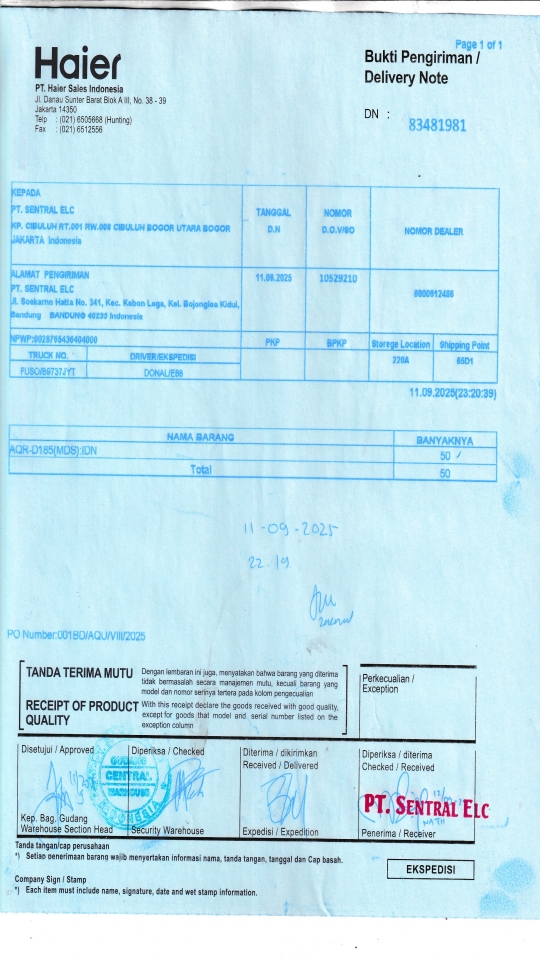 Page 1 of 1
Haier
Bukti Pengiriman /
Delivery Note
PT. Haier Sales Indonesia
Jl. Danau Sunter Barat Blok A III, No. 38 - 39
Jakarta 14350
Telp : (021) 6505668 (Hunting)
Fax : (021) 6512556
DN : 83481981
KEPADA
PT. SENTRAL ELC
KP. CIBULUH RT.001 RW.008 CIBULUH BOGOR UTARA BOGOR
JAKARTA Indonesia
TANGGAL
D.N
NOMOR
D.O.V/SO
NOMOR DEALER
ALAMAT PENGIRIMAN
PT. SENTRAL ELC
Jl. Soekarno Hatta No. 341, Kec. Kebon Lega, Kel. Bojongloa Kidul,
Bandung BANDUNG 40235 Indonesia
11.09.2025
1052921D
NPWP:0028765436404000
PKP
BPKP
Storege Location
Shipping Point
TRUCK NO.
DRIVER/EKSPEDISI
220A
65D1
FUSO/B9737JYT
DONAL/E66
11.09.2025(23:20:39)
NAMA BARANG
BANYAKNYA
AQR-D185(MDS):IDN
50
Total
50
11-09-2025
22.19
PO Number:001BD/AQU/VIII/2025
TANDA TERIMA MUTU
Dengan lembaran ini juga, menyatakan bahwa barang yang diterima
tidak bermasalah secara manajemen mutu, kecuali barang yang
model dan nomor serinya tertera pada kolom pengecualian
RECEIPT OF PRODUCT
QUALITY
With this receipt declare the goods received with good quality,
except for goods that model and serial number listed on the
exception column
Perkecualian /
Exception
Disetujui / Approved
Diperiksa / Checked
Diterima / dikirimkan
Received / Delivered
Diperiksa / diterima
Checked / Received
GUDANG
CENTRAL
WAREHOUSE
INDONESIA
PT. SENTRAL ELC
Kep. Bag. Gudang
Warehouse Section Head
Security Warehouse
Expedisi / Expedition
Penerima / Receiver
Tanda tangan/cap perusahaan
*) Setiap penerimaan barang wajib menyertakan informasi nama, tanda tangan, tanggal dan Cap basah.
EKSPEDISI
Company Sign / Stamp
*) Each item must include name, signature, date and wet stamp information.